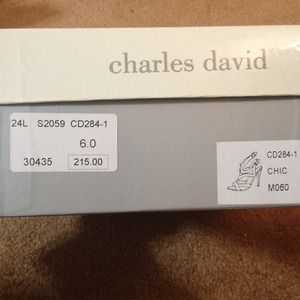 charles david
24L S2059 CD284-1
6.0
30435 215.00
CD284-1
CHIC
M060